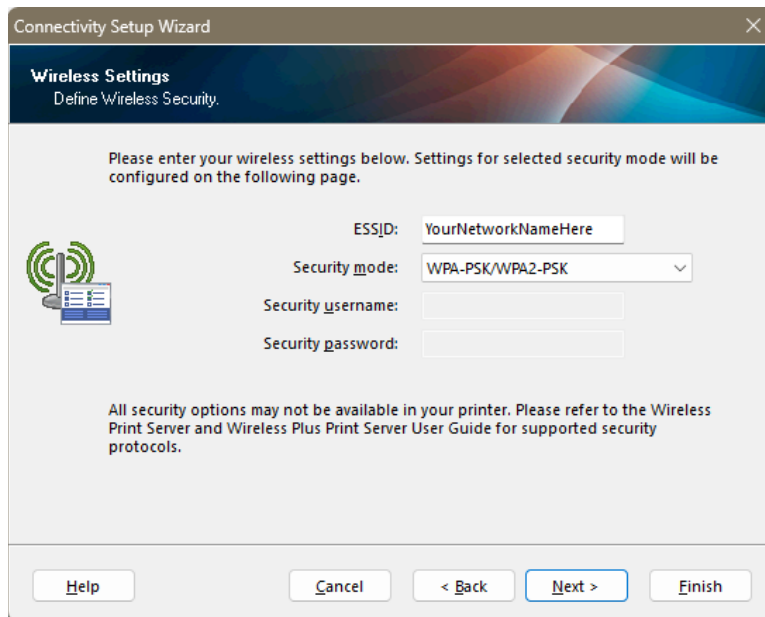 Connectivity Setup Wizard
Wireless Settings
Define Wireless Security.
Please enter your wireless settings below. Settings for selected security mode will be
configured on the following page.
ESSID: YourNetworkNameHere
Security mode: WPA-PSK/WPA2-PSK
Security username:
Security password:
All security options may not be available in your printer. Please refer to the Wireless
Print Server and Wireless Plus Print Server User Guide for supported security
protocols.
Help Cancel < Back Next > Finish